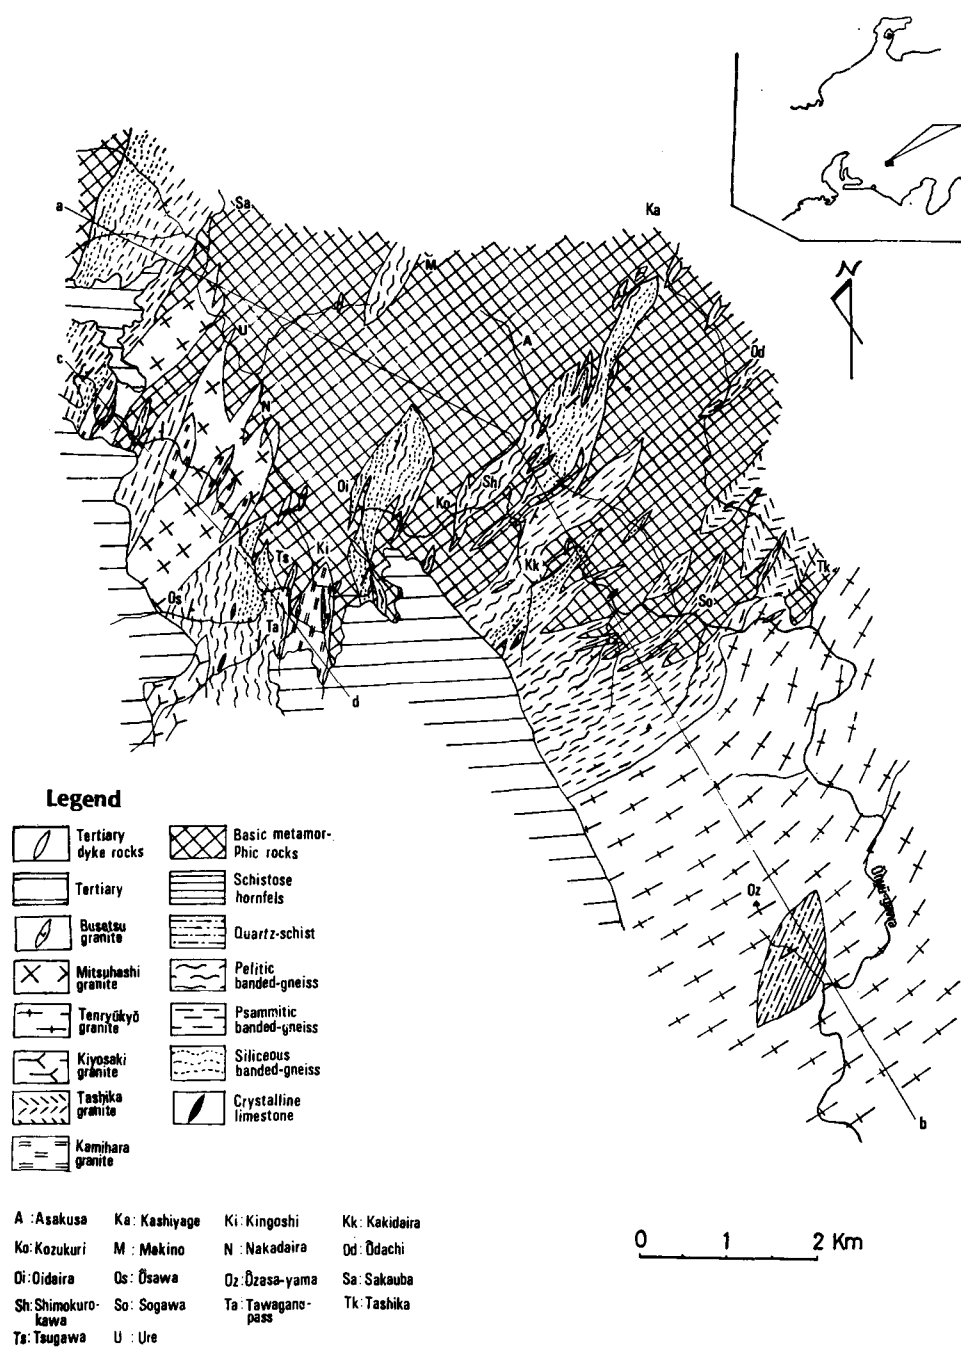 N
a
Sa
Ka
M
U
A
Ōd
c
N
Oi
Ko
Sh
Ts
Ki
Kk
Tk
Os
Ta
So
d
Oz
b
Legend
Tertiary
dyke rocks
Tertiary
Busetsu
granite
Mitsuhashi
granite
Tenryūkyō
granite
Kiyosaki
granite
Tashika
granite
Kamihara
granite
Basic metamor-
Phic rocks
Schistose
hornfels
Quartz-schist
Pelitic
banded-gneiss
Psammitic
banded-gneiss
Siliceous
banded-gneiss
Crystalline
limestone
A : Asakusa
Ka: Kashiyage
Ki: Kingoshi
Kk: Kakidaira
Ko: Kozukuri
M : Makino
N : Nakadaira
Od: Ōdachi
Oi: Oidaira
Os: Ōsawa
Oz: Ōzasa-yama
Sa: Sakauba
Sh: Shimokuro-
kawa
So: Sogawa
Ta: Tawagane-
pass
Tk: Tashika
Ts: Tsugawa
U : Ure
0 1 2 Km